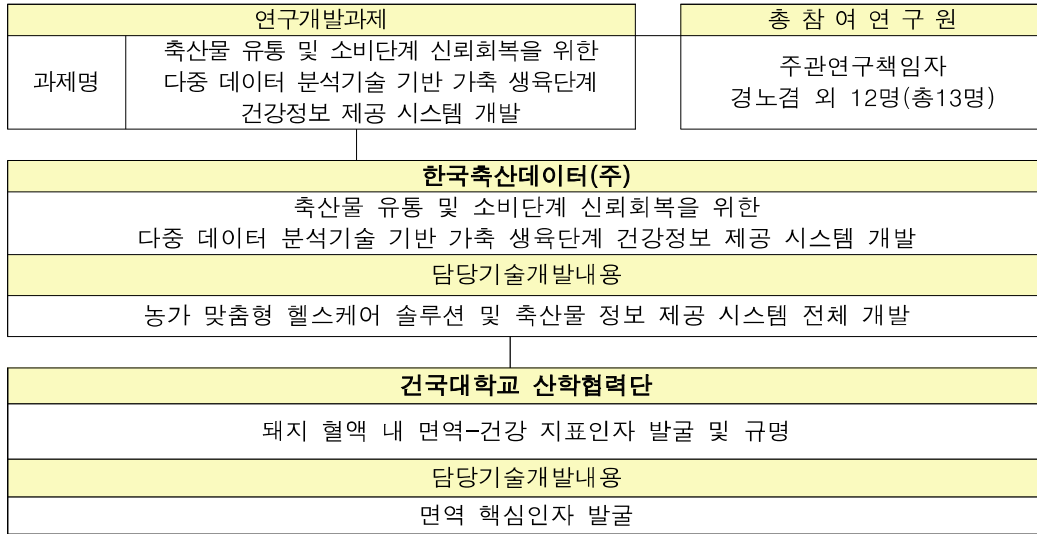 연구개발과제
총 참 여 연 구 원
과제명
축산물 유통 및 소비단계 신뢰회복을 위한
다중 데이터 분석기술 기반 가축 생육단계
건강정보 제공 시스템 개발
주관연구책임자
경노겸 외 12명(총13명)
한국축산데이터(주)
축산물 유통 및 소비단계 신뢰회복을 위한
다중 데이터 분석기술 기반 가축 생육단계 건강정보 제공 시스템 개발
담당기술개발내용
농가 맞춤형 헬스케어 솔루션 및 축산물 정보 제공 시스템 전체 개발
건국대학교 산학협력단
돼지 혈액 내 면역-건강 지표인자 발굴 및 규명
담당기술개발내용
면역 핵심인자 발굴